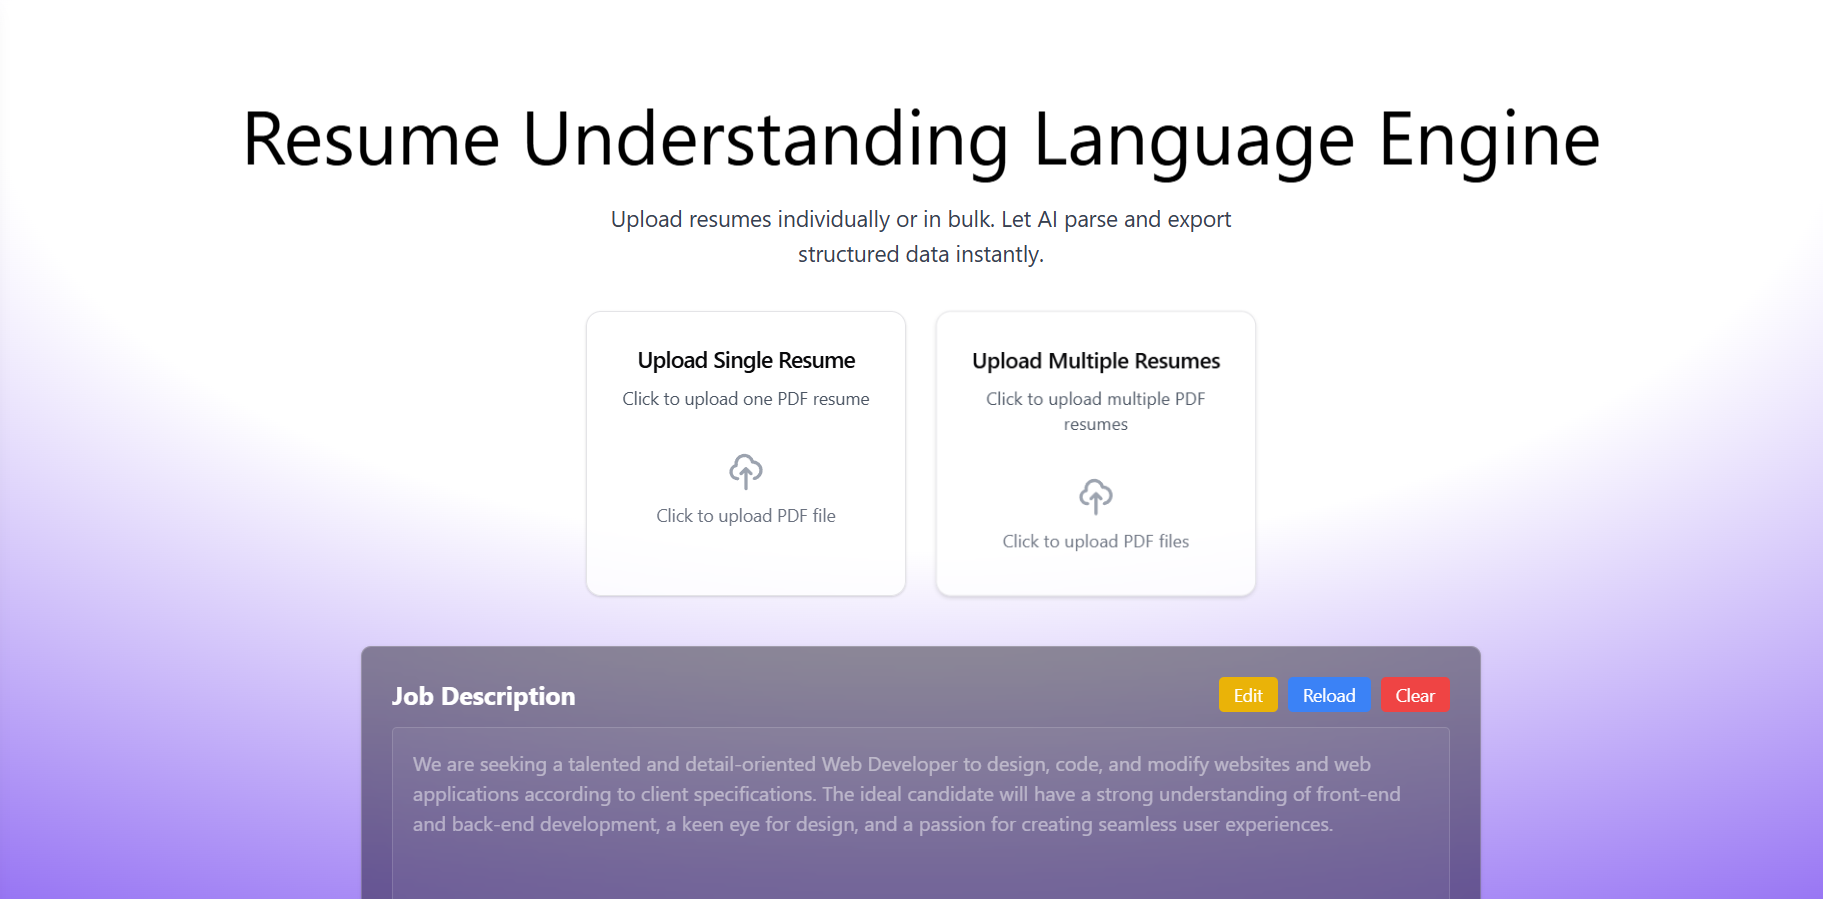 Resume Understanding Language Engine
Upload resumes individually or in bulk. Let AI parse and export
structured data instantly.
Upload Single Resume
Click to upload one PDF resume
Click to upload PDF file
Upload Multiple Resumes
Click to upload multiple PDF
resumes
Click to upload PDF files
Job Description
Edit
Reload
Clear
We are seeking a talented and detail-oriented Web Developer to design, code, and modify websites and web
applications according to client specifications. The ideal candidate will have a strong understanding of front-end
and back-end development, a keen eye for design, and a passion for creating seamless user experiences.